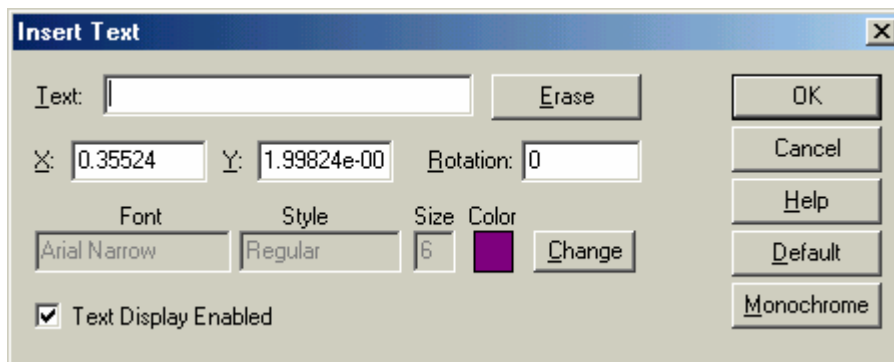 Insert Text
Text: Erase OK
X: 0.35524 Y: 1.99824e-00 Rotation: 0 Cancel
Help
Font Style Size Color
Arial Narrow Regular 6 Change Default
Text Display Enabled Monochrome